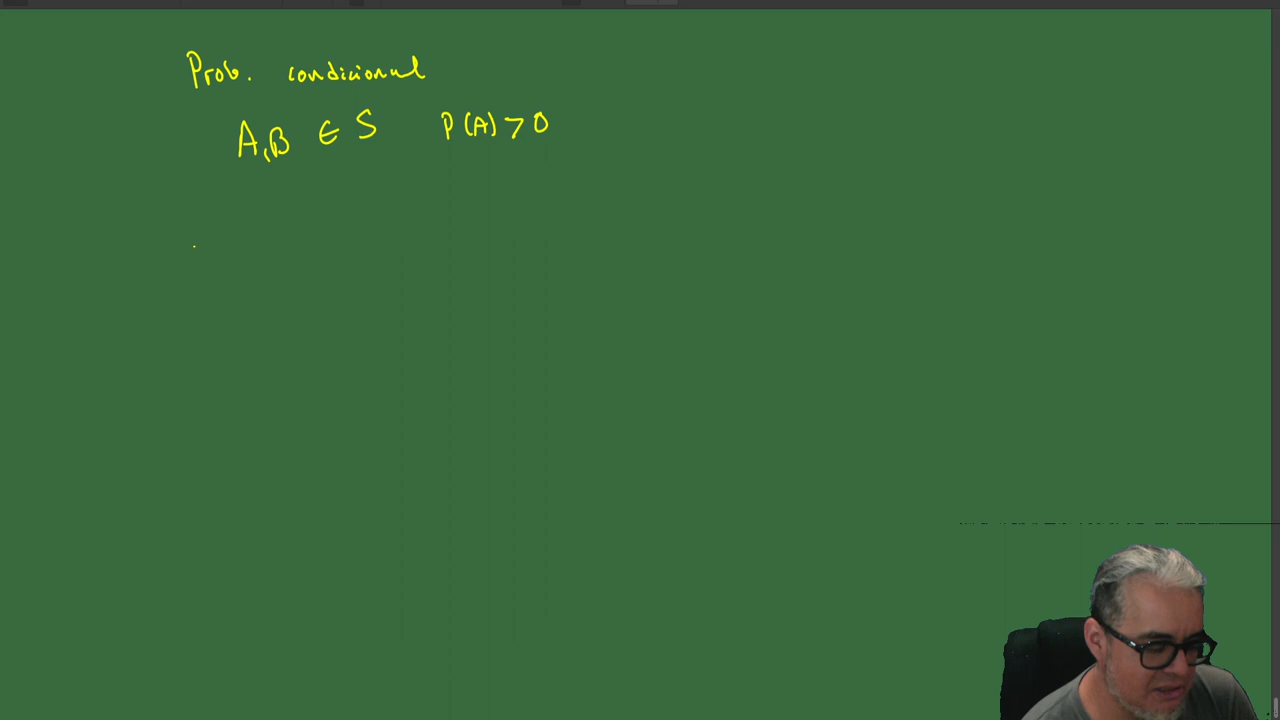 Prob. condicional
A,B ∈ S P(A) > 0